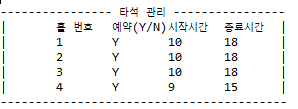 ---------------- 타석 관리 ----------------
| 홀 번호 예약(Y/N)시작시간 종료시간 |
| 1 Y 10 18 |
| 2 Y 10 18 |
| 3 Y 10 18 |
| 4 Y 9 15 |
-------------------------------------------